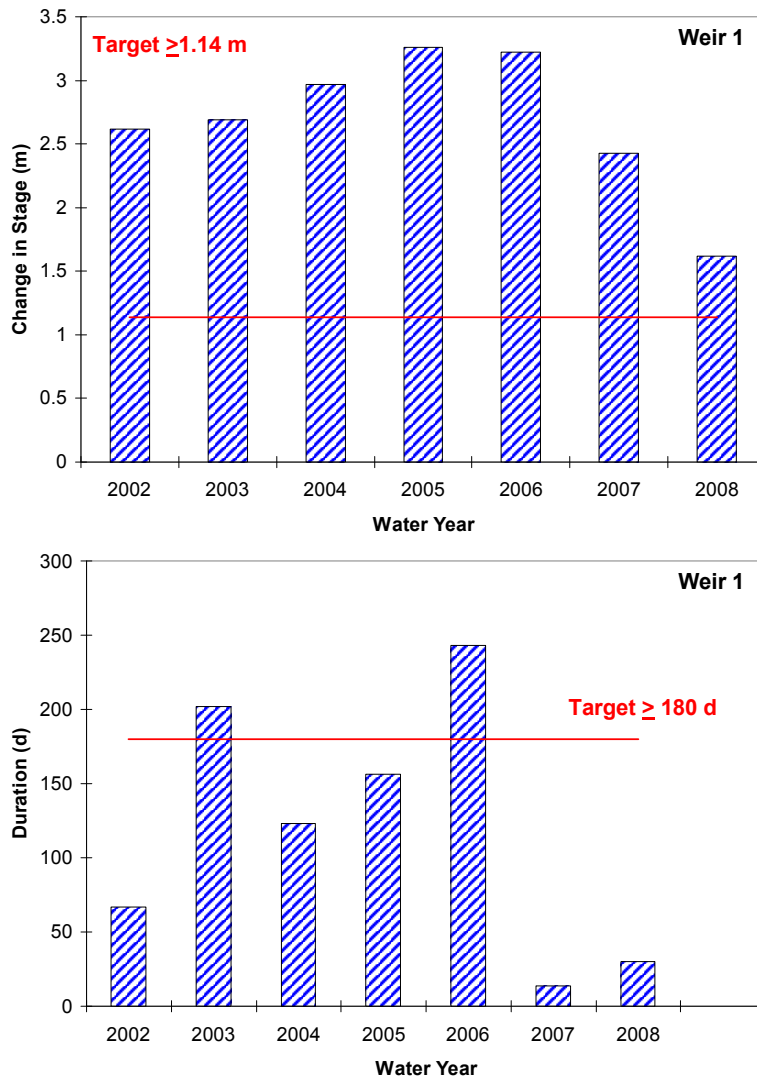 3.5
Target ≥1.14 m
Weir 1
3
2.5
2
1.5
1
0.5
0
Change in Stage (m)
2002 2003 2004 2005 2006 2007 2008
Water Year
300
Weir 1
250
200
Target ≥ 180 d
150
100
50
0
Duration (d)
2002 2003 2004 2005 2006 2007 2008
Water Year